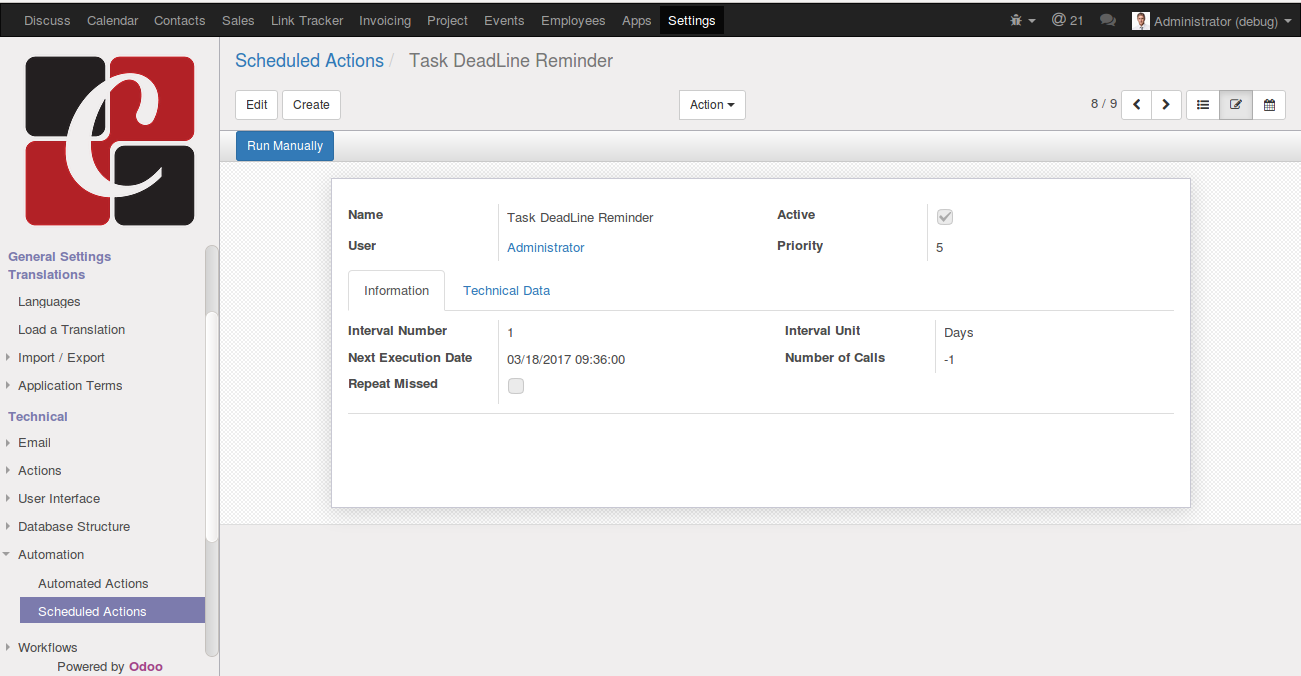 Discuss Calendar Contacts Sales Link Tracker Invoicing Project Events Employees Apps Settings @ 21 Administrator (debug)
Scheduled Actions / Task DeadLine Reminder
Edit Create Action 8 / 9
Run Manually
Name Task DeadLine Reminder Active
User Administrator Priority 5
Information Technical Data
Interval Number 1 Interval Unit Days
Next Execution Date 03/18/2017 09:36:00 Number of Calls -1
Repeat Missed
C
General Settings
Translations
Languages
Load a Translation
Import / Export
Application Terms
Technical
Email
Actions
User Interface
Database Structure
Automation
Automated Actions
Scheduled Actions
Workflows
Powered by Odoo